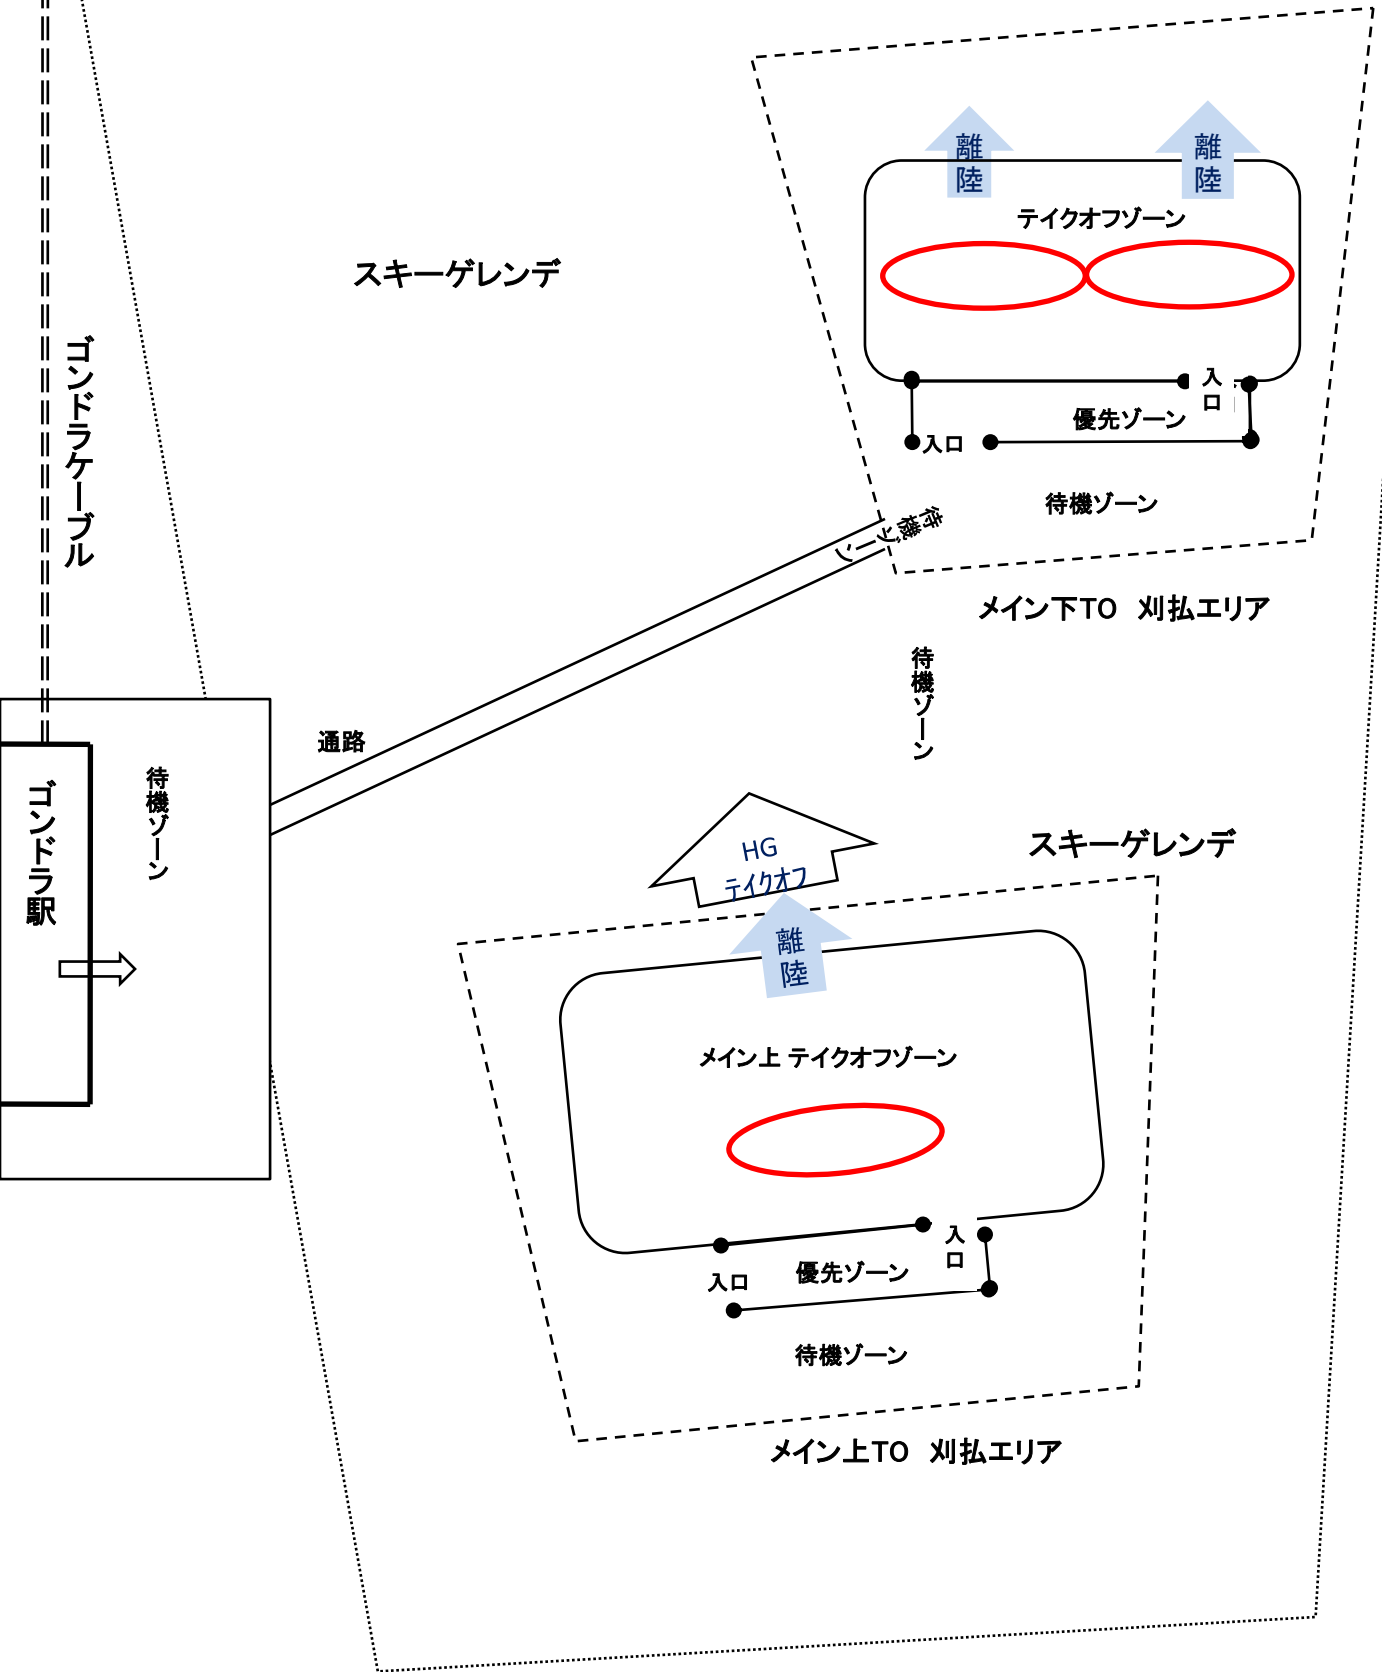 離
陸
離
陸
テイクオフゾーン
スキーゲレンデ
ゴンドラケーブル
入
口
優先ゾーン
入口
待機ゾーン
待機ゾーン
メイン下TO 刈払エリア
待機ゾーン
通路
待機ゾーン
ゴンドラ駅
スキーゲレンデ
HG
テイクオフ
離
陸
メイン上 テイクオフゾーン
入
口
優先ゾーン
入口
待機ゾーン
メイン上TO 刈払エリア